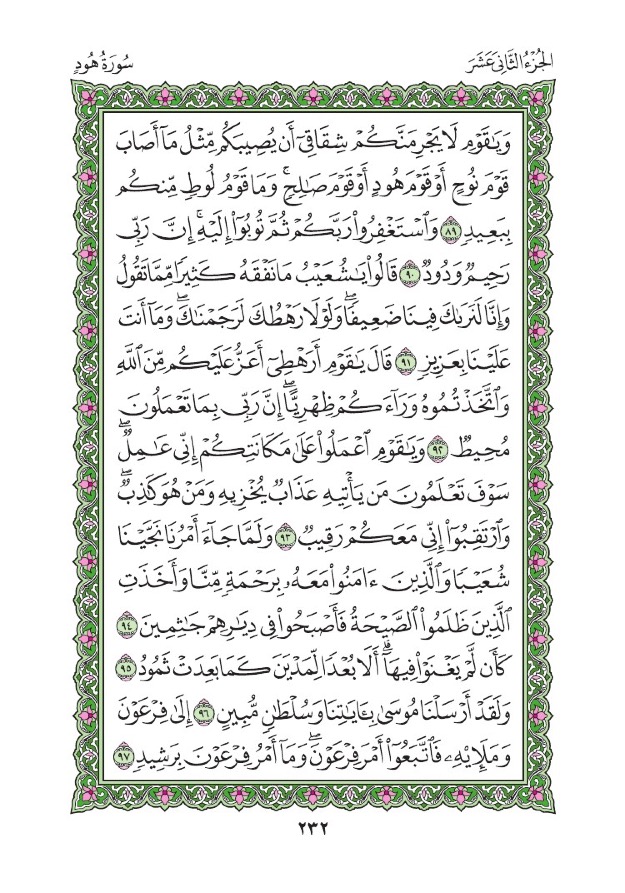 الجُزْءُ الثَّانِي عَشَرَ
سُورَةُ هُودٍ
وَيَٰقَوْمِ لَا يَجْرِمَنَّكُمْ شِقَاقِىٓ أَن يُصِيبَكُم مِّثْلُ مَآ أَصَابَ
قَوْمَ نُوحٍ أَوْ قَوْمَ هُودٍ أَوْ قَوْمَ صَٰلِحٍ ۚ وَمَا قَوْمُ لُوطٍ مِّنكُم
بِبَعِيدٍ ٨٩ وَٱسْتَغْفِرُوا۟ رَبَّكُمْ ثُمَّ تُوبُوٓا۟ إِلَيْهِ ۚ إِنَّ رَبِّى
رَحِيمٌ وَدُودٌ ٩٠ قَالُوا۟ يَٰشُعَيْبُ مَا نَفْقَهُ كَثِيرًا مِّمَّا تَقُولُ
وَإِنَّا لَنَرَىٰكَ فِينَا ضَعِيفًا ۖ وَلَوْلَا رَهْطُكَ لَرَجَمْنَٰكَ ۖ وَمَآ أَنتَ
عَلَيْنَا بِعَزِيزٍ ٩١ قَالَ يَٰقَوْمِ أَرَهْطِىٓ أَعَزُّ عَلَيْكُم مِّنَ ٱللَّهِ
وَٱتَّخَذْتُمُوهُ وَرَآءَكُمْ ظِهْرِيًّا ۖ إِنَّ رَبِّى بِمَا تَعْمَلُونَ
مُحِيطٌ ٩٢ وَيَٰقَوْمِ ٱعْمَلُوا۟ عَلَىٰ مَكَانَتِكُمْ إِنِّى عَٰمِلٌ ۖ
سَوْفَ تَعْلَمُونَ مَن يَأْتِيهِ عَذَابٌ يُخْزِيهِ وَمَنْ هُوَ كَٰذِبٌ ۖ
وَٱرْتَقِبُوٓا۟ إِنِّى مَعَكُمْ رَقِيبٌ ٩٣ وَلَمَّا جَآءَ أَمْرُنَا نَجَّيْنَا
شُعَيْبًا وَٱلَّذِينَ ءَامَنُوا۟ مَعَهُۥ بِرَحْمَةٍ مِّنَّا وَأَخَذَتِ
ٱلَّذِينَ ظَلَمُوا۟ ٱلصَّيْحَةُ فَأَصْبَحُوا۟ فِى دِيَٰرِهِمْ جَٰثِمِينَ ٩٤
كَأَن لَّمْ يَغْنَوْا۟ فِيهَآ ۗ أَلَا بُعْدًا لِّمَدْيَنَ كَمَا بَعِدَتْ ثَمُودُ ٩٥
وَلَقَدْ أَرْسَلْنَا مُوسَىٰ بِـَٔايَٰتِنَا وَسُلْطَٰنٍ مُّبِينٍ ٩٦ إِلَىٰ فِرْعَوْنَ
وَمَلَإِيْهِۦ فَٱتَّبَعُوٓا۟ أَمْرَ فِرْعَوْنَ ۖ وَمَآ أَمْرُ فِرْعَوْنَ بِرَشِيدٍ ٩٧
٢٣٢